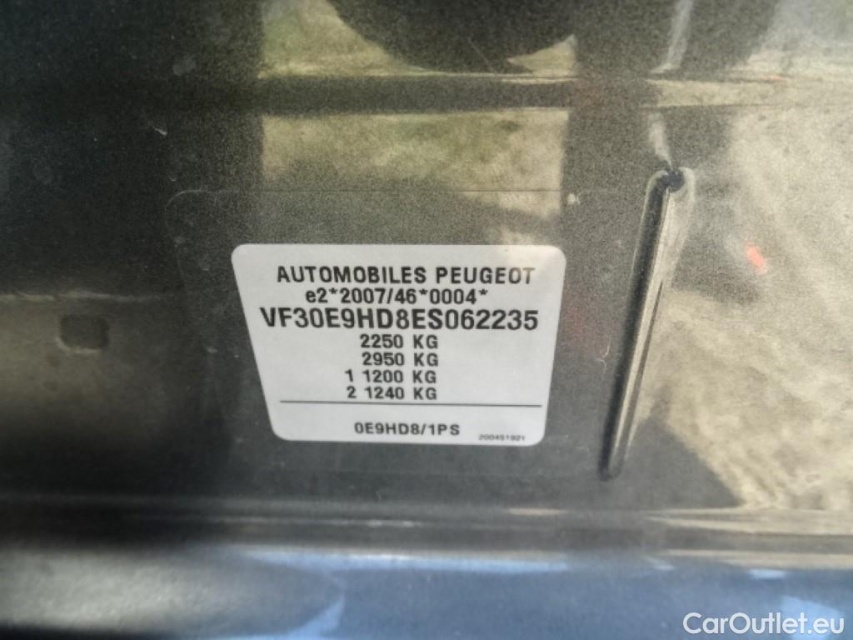 AUTOMOBILES PEUGEOT
e2*2007/46*0004*
VF30E9HD8ES062235
2250 KG
2950 KG
1 1200 KG
2 1240 KG
0E9HD8/1PS
200451921
CarOutlet.eu